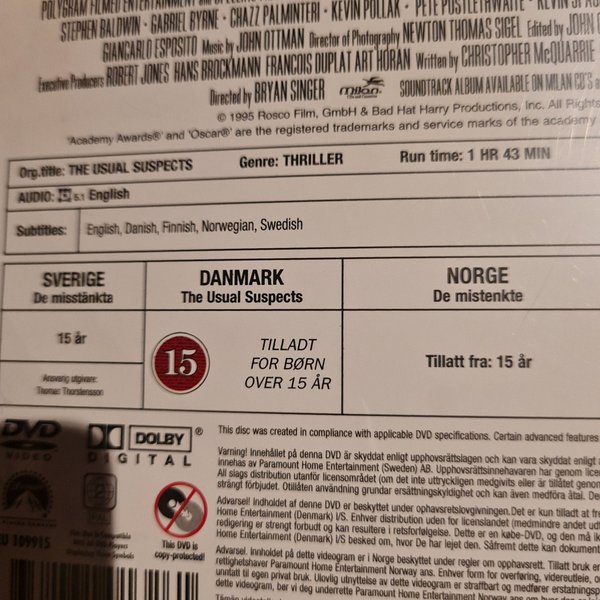 POLYGRAM FILMED ENTERTAINMENT AND
STEPHEN BALDWIN • GABRIEL BYRNE • CHAZZ PALMINTERI • KEVIN POLLAK • PETE POSTLETHWAITE • KEVIN
GIANCARLO ESPOSITO Music by JOHN OTTMAN Director of Photography NEWTON THOMAS SIGEL Edited by JOHN
Executive Producers ROBERT JONES HANS BROCKMANN FRANCOIS DUPLAT ART HORAN Written by CHRISTOPHER McQUARRIE
Directed by BRYAN SINGER milan SOUNDTRACK ALBUM AVAILABLE ON MILAN CD'S
© 1995 Rosco Film, GmbH & Bad Hat Harry Productions, Inc. All Rights
'Academy Awards®' and 'Oscar®' are the registered trademarks and service marks of the academy
Org.title: THE USUAL SUSPECTS Genre: THRILLER Run time: 1 HR 43 MIN
AUDIO: 5.1 English
Subtitles: English, Danish, Finnish, Norwegian, Swedish
SVERIGE
De misstänkta
15 år
Ansvarig utgivare:
Thomas Thorstensson
DANMARK
The Usual Suspects
15
TILLADT
FOR BØRN
OVER 15 ÅR
NORGE
De mistenkte
Tillatt fra: 15 år
DVD
VIDEO
DOLBY®
DIGITAL
EU 109915
This DVD is
copy-protected!
This disc was created in compliance with applicable DVD specifications. Certain advanced features
Varning! Innehållet på denna DVD är skyddat enligt upphovsrättslagen och kan vara skyddat enligt
innehas av Paramount Home Entertainment (Sweden) AB. Upphovsrättsinnehavaren har genom
All slags distribution utanför licensområdet (om det inte uttryckligen medgivits eller är tillåtet
strängt förbjudet. Otillåten användning grundar ersättningsskyldighet och kan även medföra åtal.
Advarsel! Indholdet af denne DVD er beskyttet under ophavsretslovgivningen. Det er kun tilladt at
Home Entertainment (Denmark) I/S. Enhver distribution uden for licenslandet (medmindre andet
redigering er strengt forbudt og kan resultere i retsforfølgelse. Dette er en købe-DVD, og den må
Home Entertainment (Denmark) I/S besked om, hvor De har lejet den. Såfremt dette kan
Advarsel. Innholdet på dette videogram er i Norge beskyttet under regler om opphavsrett. Tillatt bruk
rettighetshaver Paramount Home Entertainment Norway ans. Enhver form for overføring, videreutleie,
unntatt til egen privat bruk. Ulovlig utnyttelse av dette videogram er straffbart og medfører
dette videogram, ber vi deg underrette Paramount Home Entertainment Norway ans om hvor